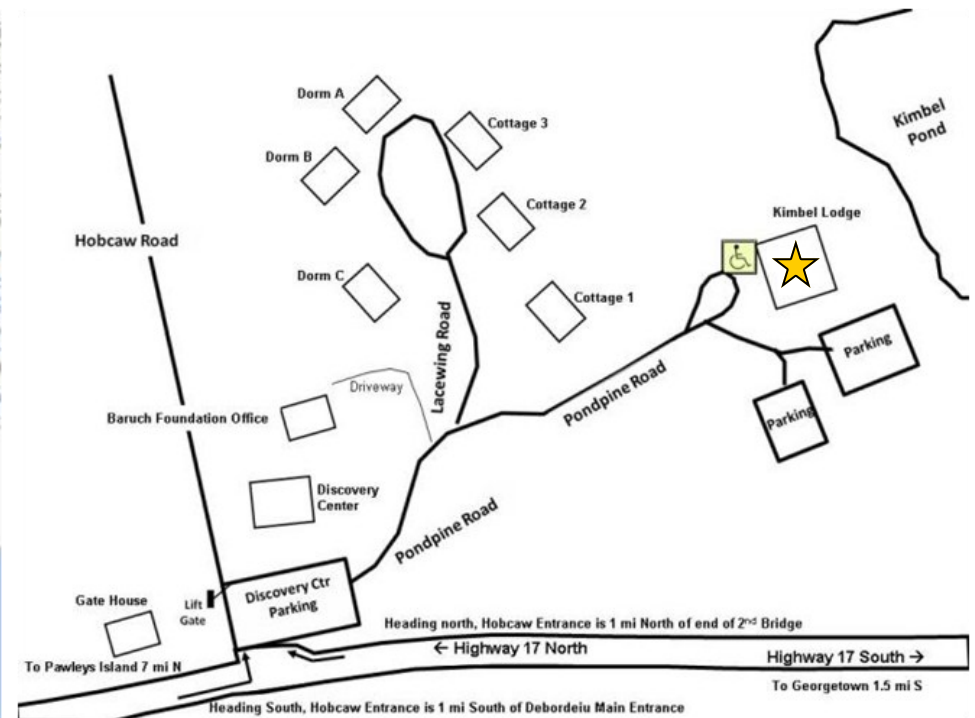 Dorm A
Cottage 3
Kimbel
Pond
Dorm B
Cottage 2
Kimbel Lodge
Hobcaw Road
Dorm C
Cottage 1
Lacewing Road
Parking
Driveway
Pondpine Road
Baruch Foundation Office
Parking
Discovery
Center
Pondpine Road
Gate House
Lift
Gate
Discovery Ctr
Parking
Heading north, Hobcaw Entrance is 1 mi North of end of 2nd Bridge
← Highway 17 North
Highway 17 South →
To Pawleys Island 7 mi N
To Georgetown 1.5 mi S
Heading South, Hobcaw Entrance is 1 mi South of Debordeiu Main Entrance